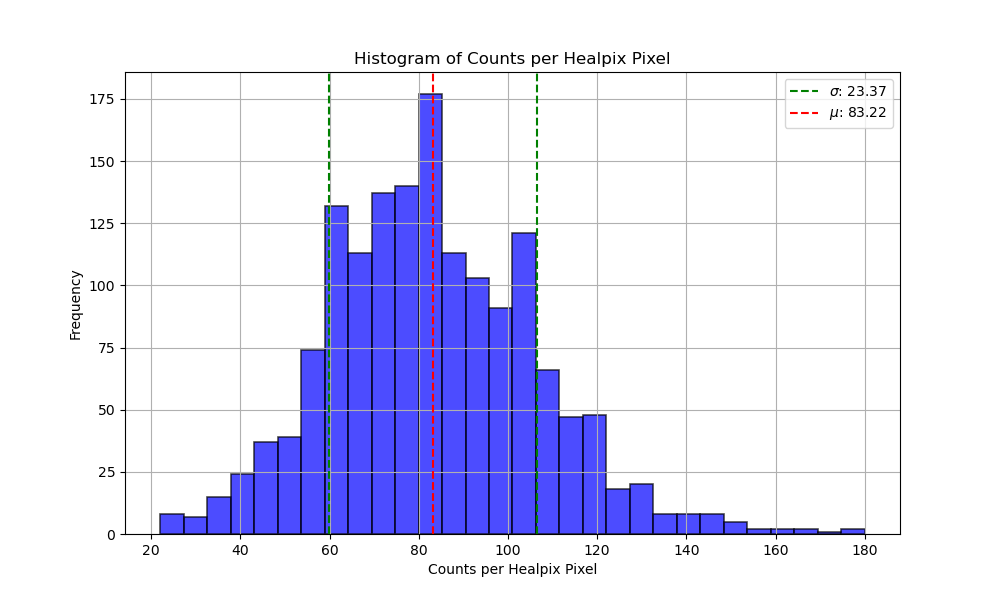 Histogram of Counts per Healpix Pixel
σ: 23.37
μ: 83.22
Frequency
175
150
125
100
75
50
25
0
20 40 60 80 100 120 140 160 180
Counts per Healpix Pixel